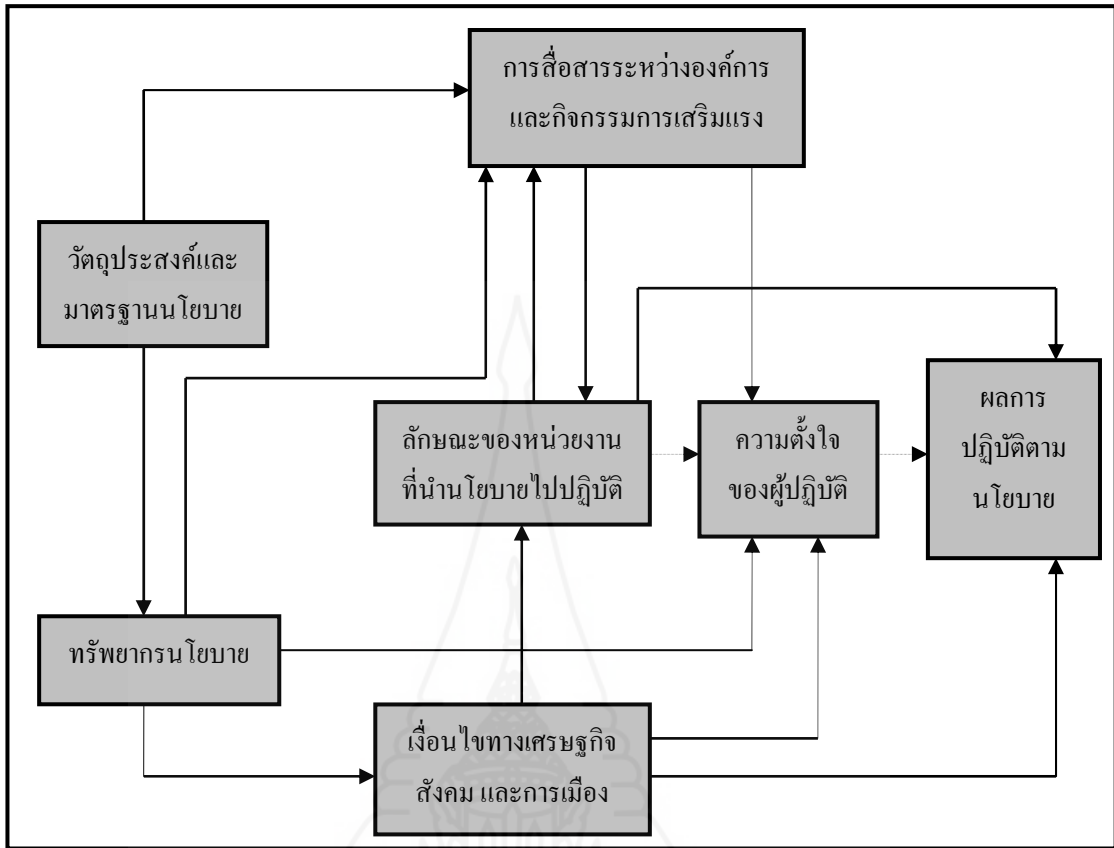 การสื่อสารระหว่างองค์การ
และกิจกรรมการเสริมแรง
วัตถุประสงค์และ
มาตรฐานนโยบาย
ลักษณะของหน่วยงาน
ที่นำนโยบายไปปฏิบัติ
ความตั้งใจ
ของผู้ปฏิบัติ
ผลการ
ปฏิบัติตาม
นโยบาย
ทรัพยากรนโยบาย
เงื่อนไขทางเศรษฐกิจ
สังคม และการเมือง